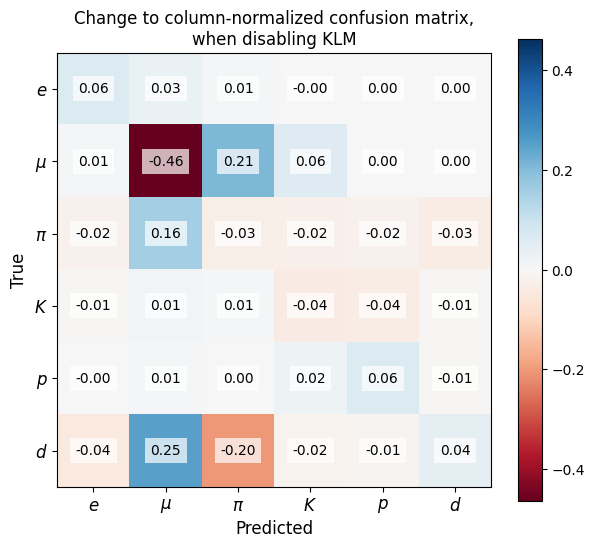 Change to column-normalized confusion matrix,
when disabling KLM
e 0.06 0.03 0.01 -0.00 0.00 0.00
μ 0.01 -0.46 0.21 0.06 0.00 0.00
π -0.02 0.16 -0.03 -0.02 -0.02 -0.03
K -0.01 0.01 0.01 -0.04 -0.04 -0.01
p -0.00 0.01 0.00 0.02 0.06 -0.01
d -0.04 0.25 -0.20 -0.02 -0.01 0.04
e μ π K p d
Predicted
True
0.4
0.2
0.0
−0.2
−0.4